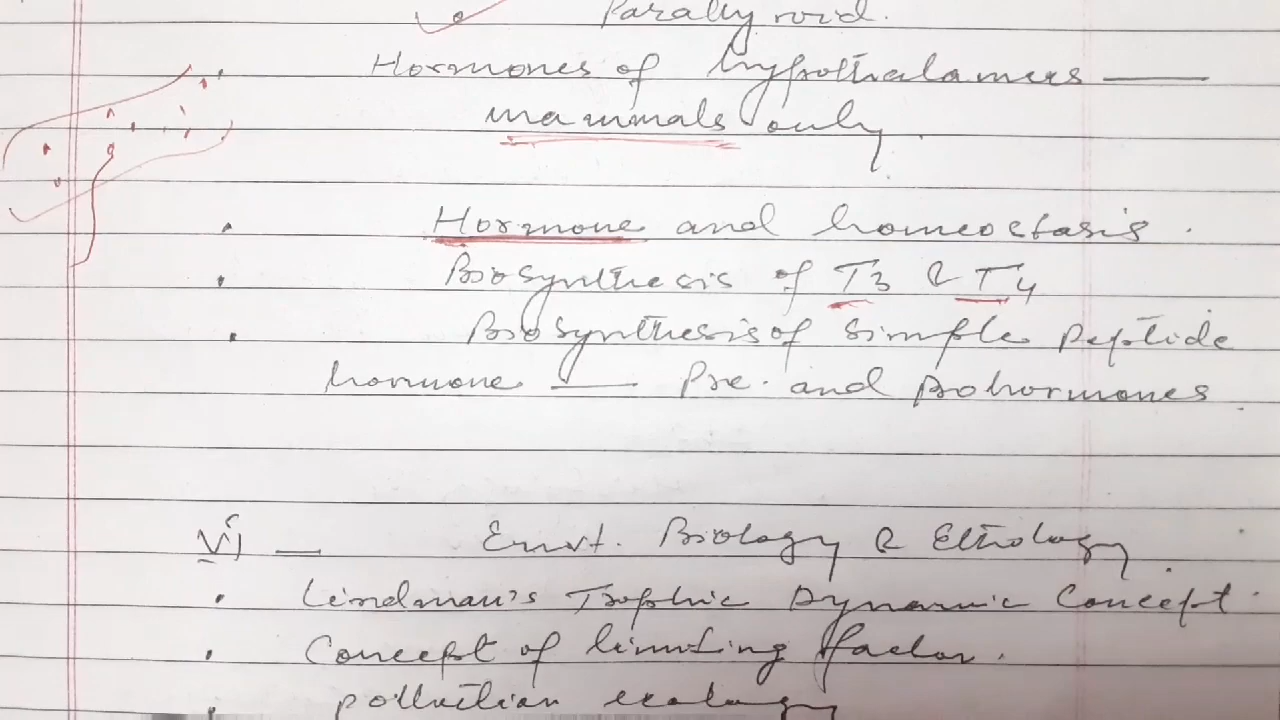 Parathyroid.
Hormones of hypothalamus ——
mammals only.
• Hormone and homeostasis.
• Biosynthesis of T3 & T4
• Biosynthesis of simple peptide
hormone —— Pre. and Prohormones
VI — Envt. Biology & Ethology
• Lindman's Trophic Dynamic Concept.
• Concept of limiting factor.
• pollution ecology